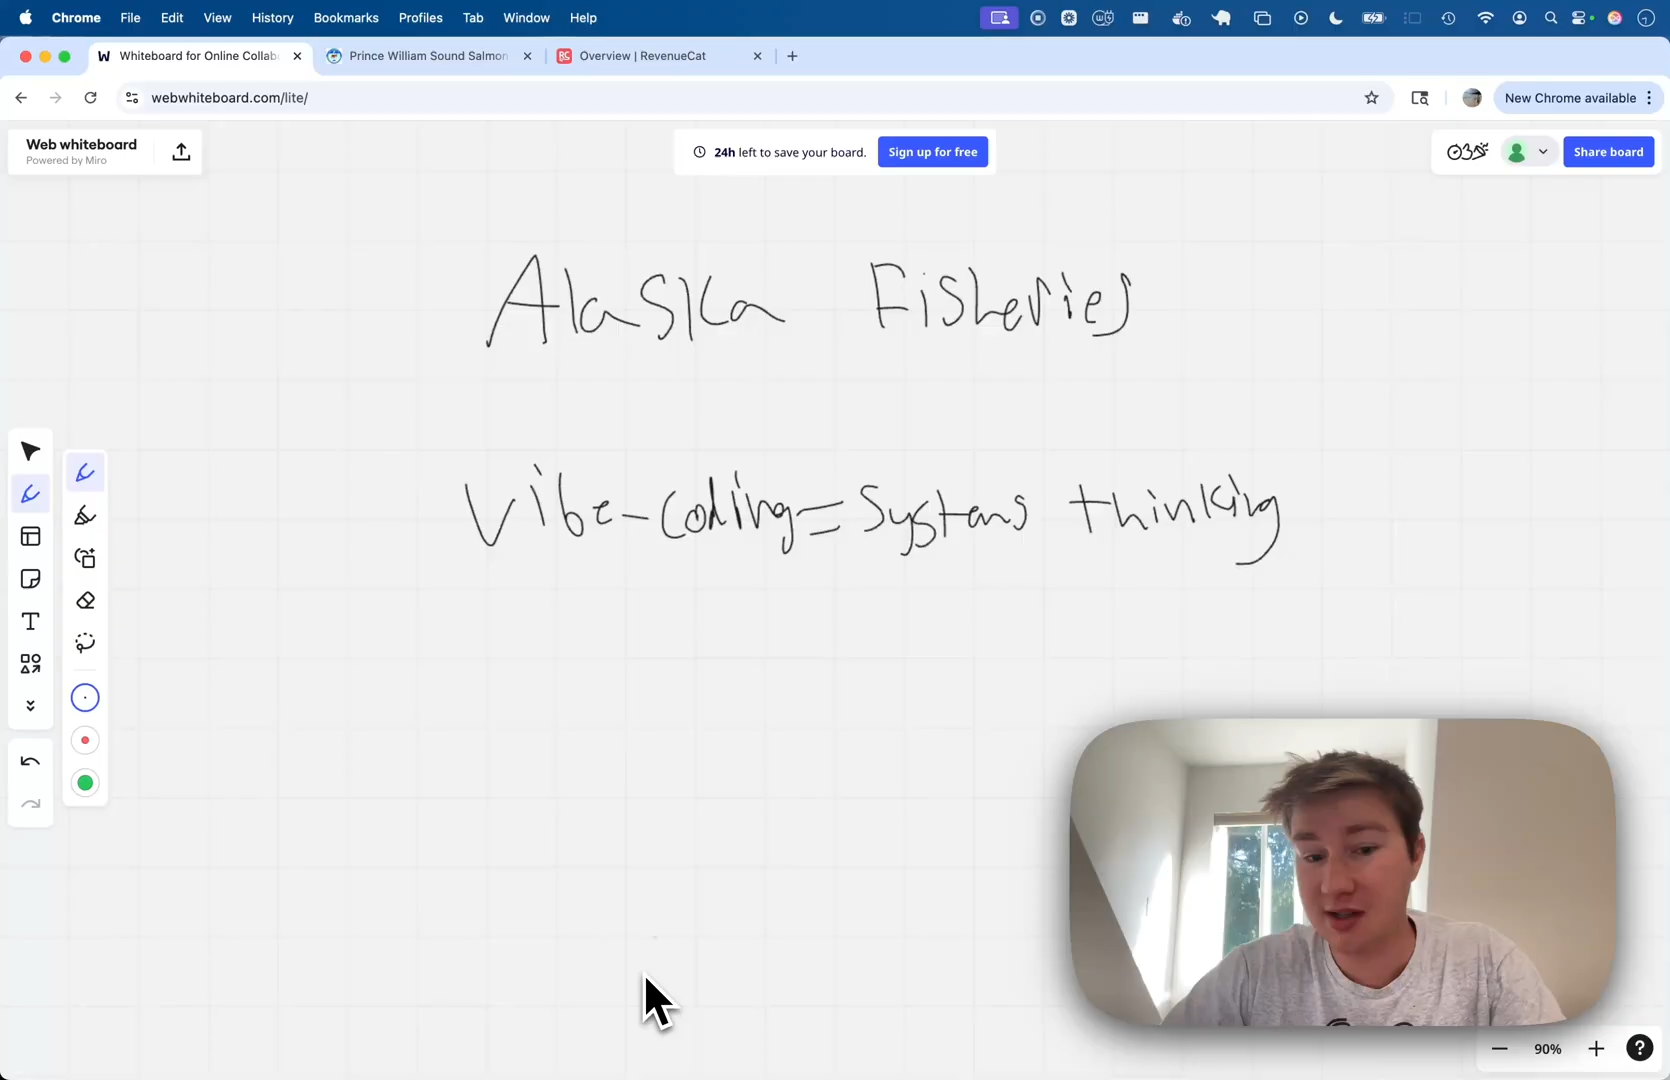 Chrome File Edit View History Bookmarks Profiles Tab Window Help
Whiteboard for Online Collab Prince William Sound Salmon RC Overview | RevenueCat
webwhiteboard.com/lite/ New Chrome available
Web whiteboard
Powered by Miro
24h left to save your board. Sign up for free
Share board
Alaska Fisheries
Vibe-coding=Systems thinking
T
90% ?